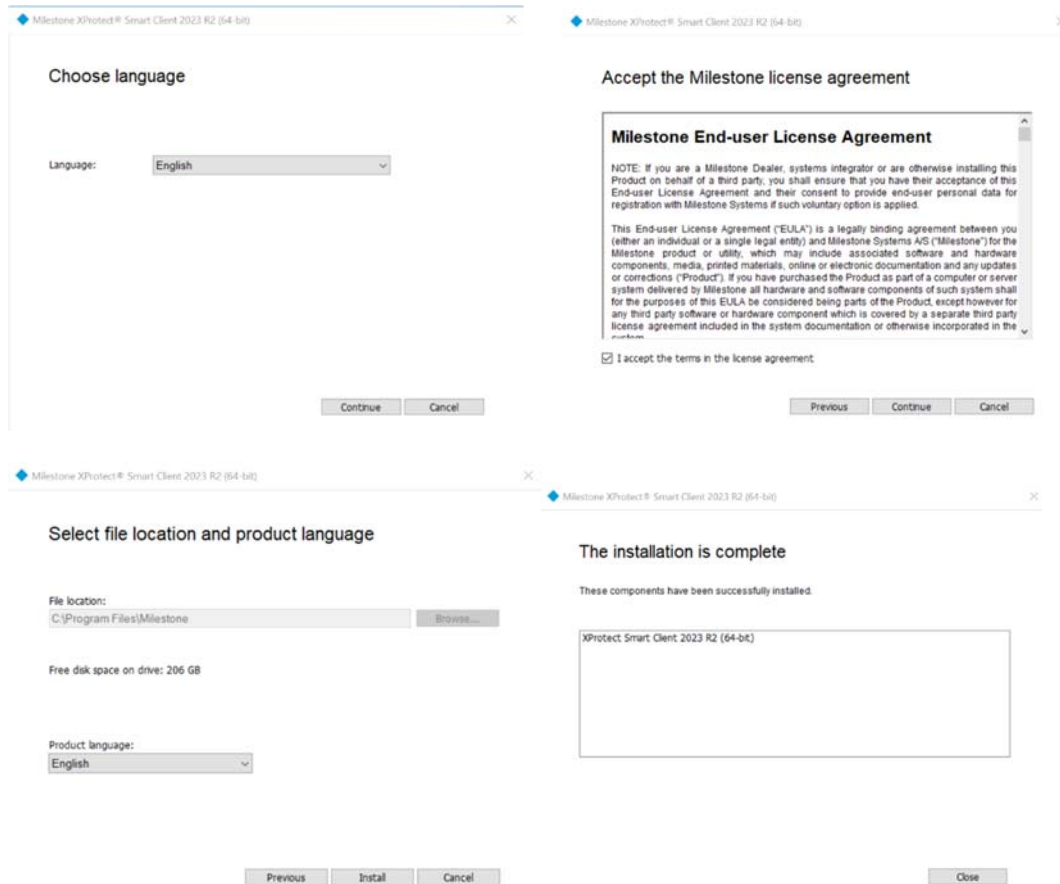 Milestone XProtect® Smart Client 2023 R2 (64-bit)
Choose language
Language:
English
Continue
Cancel
Milestone XProtect® Smart Client 2023 R2 (64-bit)
Accept the Milestone license agreement
Milestone End-user License Agreement
NOTE: If you are a Milestone Dealer, systems integrator or are otherwise installing this
Product on behalf of a third party, you shall ensure that you have their acceptance of this
End-user License Agreement and their consent to provide end-user personal data for
registration with Milestone Systems if such voluntary option is applied.
This End-user License Agreement ("EULA") is a legally binding agreement between you
(either an individual or a single legal entity) and Milestone Systems A/S ("Milestone") for the
Milestone product or utility, which may include associated software and hardware
components, media, printed materials, online or electronic documentation and any updates
or corrections ("Product"). If you have purchased the Product as part of a computer or server
system delivered by Milestone all hardware and software components of such system shall
for the purposes of this EULA be considered being parts of the Product, except however for
any third party software or hardware component which is covered by a separate third party
license agreement included in the system documentation or otherwise incorporated in the
system
I accept the terms in the license agreement
Previous
Continue
Cancel
Milestone XProtect® Smart Client 2023 R2 (64-bit)
Select file location and product language
File location:
C:\Program Files\Milestone
Browse...
Free disk space on drive: 206 GB
Product language:
English
Previous
Install
Cancel
Milestone XProtect® Smart Client 2023 R2 (64-bit)
The installation is complete
These components have been successfully installed.
XProtect Smart Client 2023 R2 (64-bit)
Close